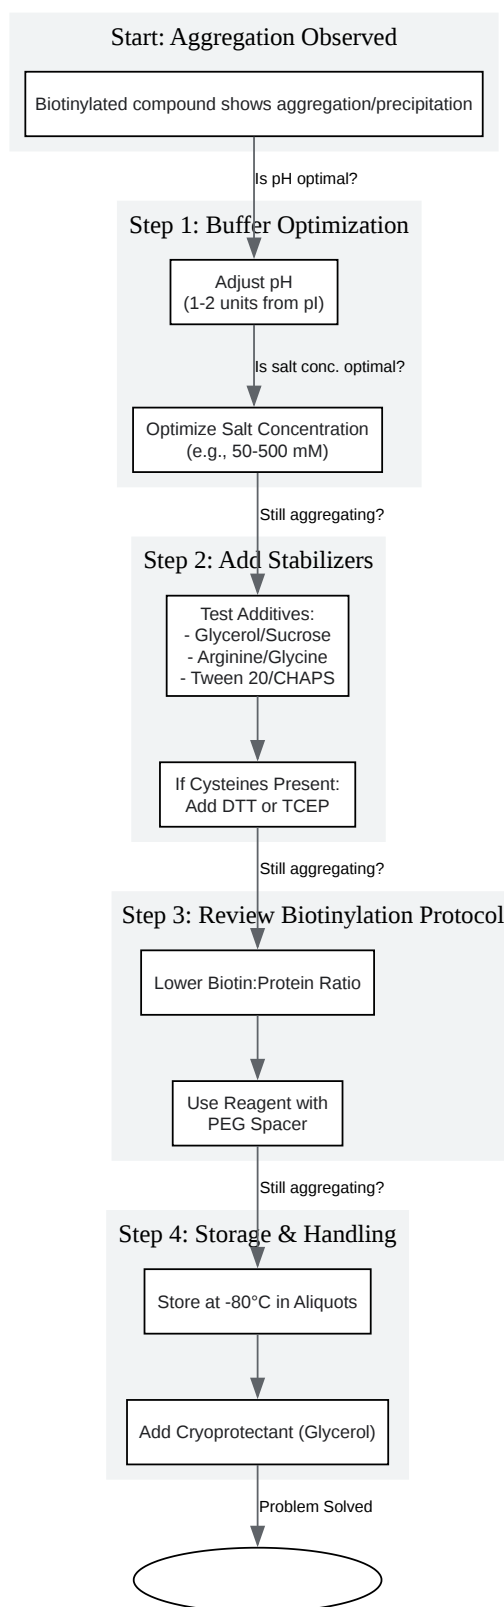 Start: Aggregation Observed
Biotinylated compound shows aggregation/precipitation
Is pH optimal?
Step 1: Buffer Optimization
Adjust pH
(1-2 units from pI)
Is salt conc. optimal?
Optimize Salt Concentration
(e.g., 50-500 mM)
Still aggregating?
Step 2: Add Stabilizers
Test Additives:
- Glycerol/Sucrose
- Arginine/Glycine
- Tween 20/CHAPS
If Cysteines Present:
Add DTT or TCEP
Still aggregating?
Step 3: Review Biotinylation Protocol
Lower Biotin:Protein Ratio
Use Reagent with
PEG Spacer
Still aggregating?
Step 4: Storage & Handling
Store at -80°C in Aliquots
Add Cryoprotectant (Glycerol)
Problem Solved